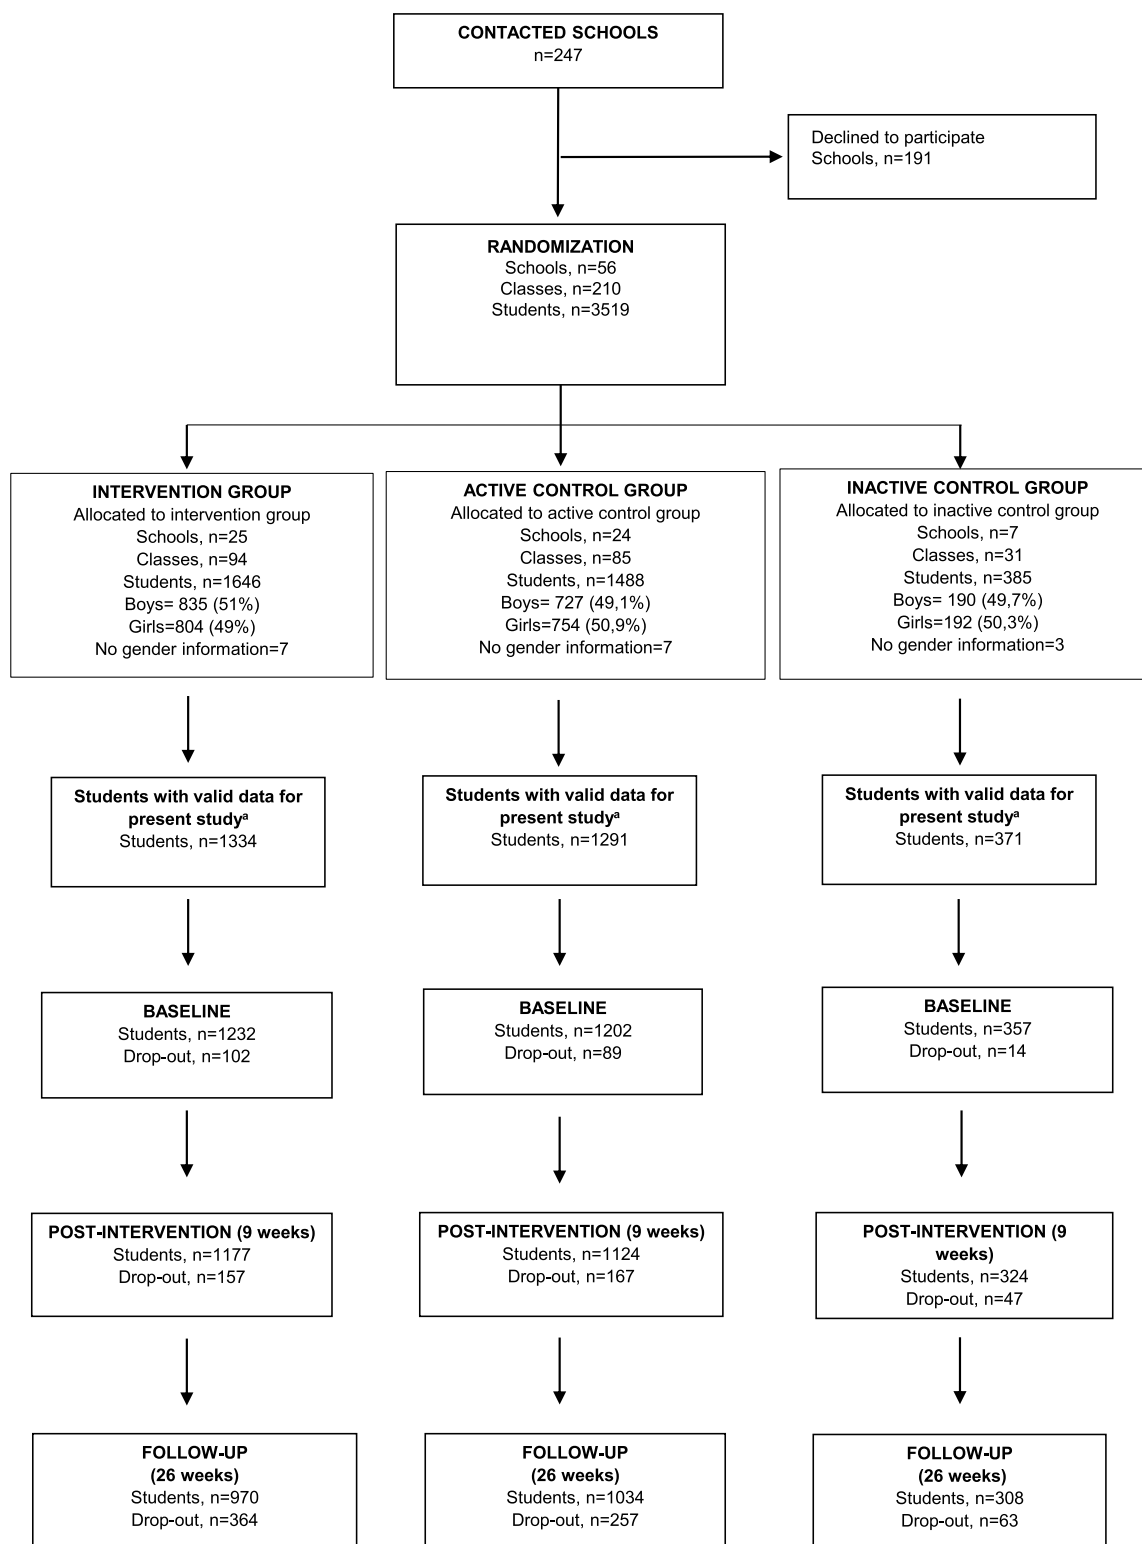 CONTACTED SCHOOLS
n=247
Declined to participate
Schools, n=191
RANDOMIZATION
Schools, n=56
Classes, n=210
Students, n=3519
INTERVENTION GROUP
Allocated to intervention group
Schools, n=25
Classes, n=94
Students, n=1646
Boys= 835 (51%)
Girls=804 (49%)
No gender information=7
ACTIVE CONTROL GROUP
Allocated to active control group
Schools, n=24
Classes, n=85
Students, n=1488
Boys= 727 (49,1%)
Girls=754 (50,9%)
No gender information=7
INACTIVE CONTROL GROUP
Allocated to inactive control group
Schools, n=7
Classes, n=31
Students, n=385
Boys= 190 (49,7%)
Girls=192 (50,3%)
No gender information=3
Students with valid data for
present studyᵃ
Students, n=1334
Students with valid data for
present studyᵃ
Students, n=1291
Students with valid data for
present studyᵃ
Students, n=371
BASELINE
Students, n=1232
Drop-out, n=102
BASELINE
Students, n=1202
Drop-out, n=89
BASELINE
Students, n=357
Drop-out, n=14
POST-INTERVENTION (9 weeks)
Students, n=1177
Drop-out, n=157
POST-INTERVENTION (9 weeks)
Students, n=1124
Drop-out, n=167
POST-INTERVENTION (9
weeks)
Students, n=324
Drop-out, n=47
FOLLOW-UP
(26 weeks)
Students, n=970
Drop-out, n=364
FOLLOW-UP
(26 weeks)
Students, n=1034
Drop-out, n=257
FOLLOW-UP
(26 weeks)
Students, n=308
Drop-out, n=63